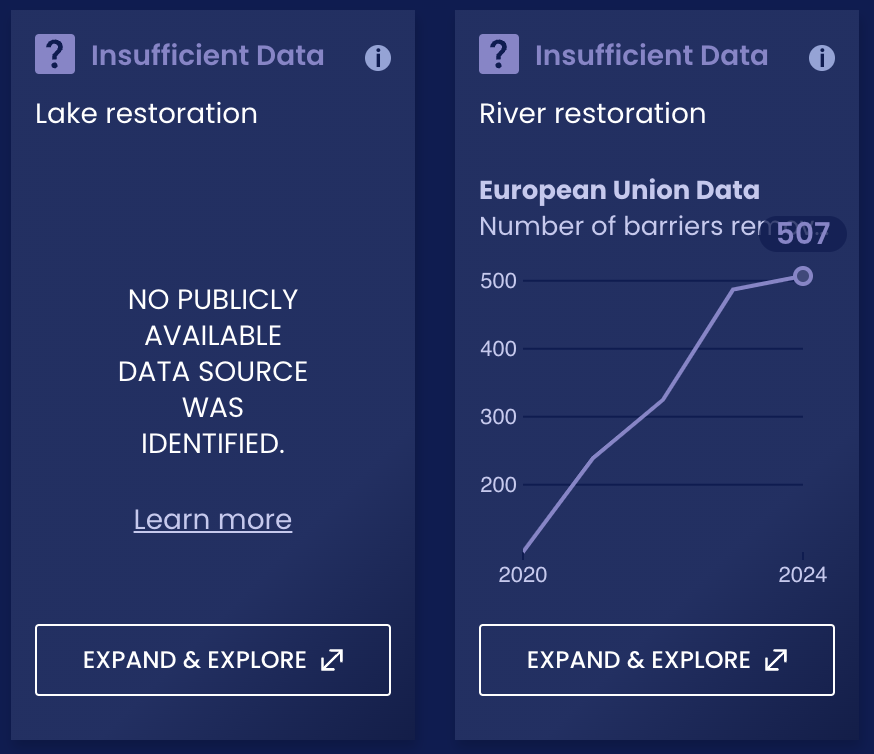 Insufficient Data
Lake restoration
NO PUBLICLY
AVAILABLE
DATA SOURCE
WAS
IDENTIFIED.
Learn more
EXPAND & EXPLORE
Insufficient Data
River restoration
European Union Data
Number of barriers remov...
507
500
400
300
200
2020 2024
EXPAND & EXPLORE